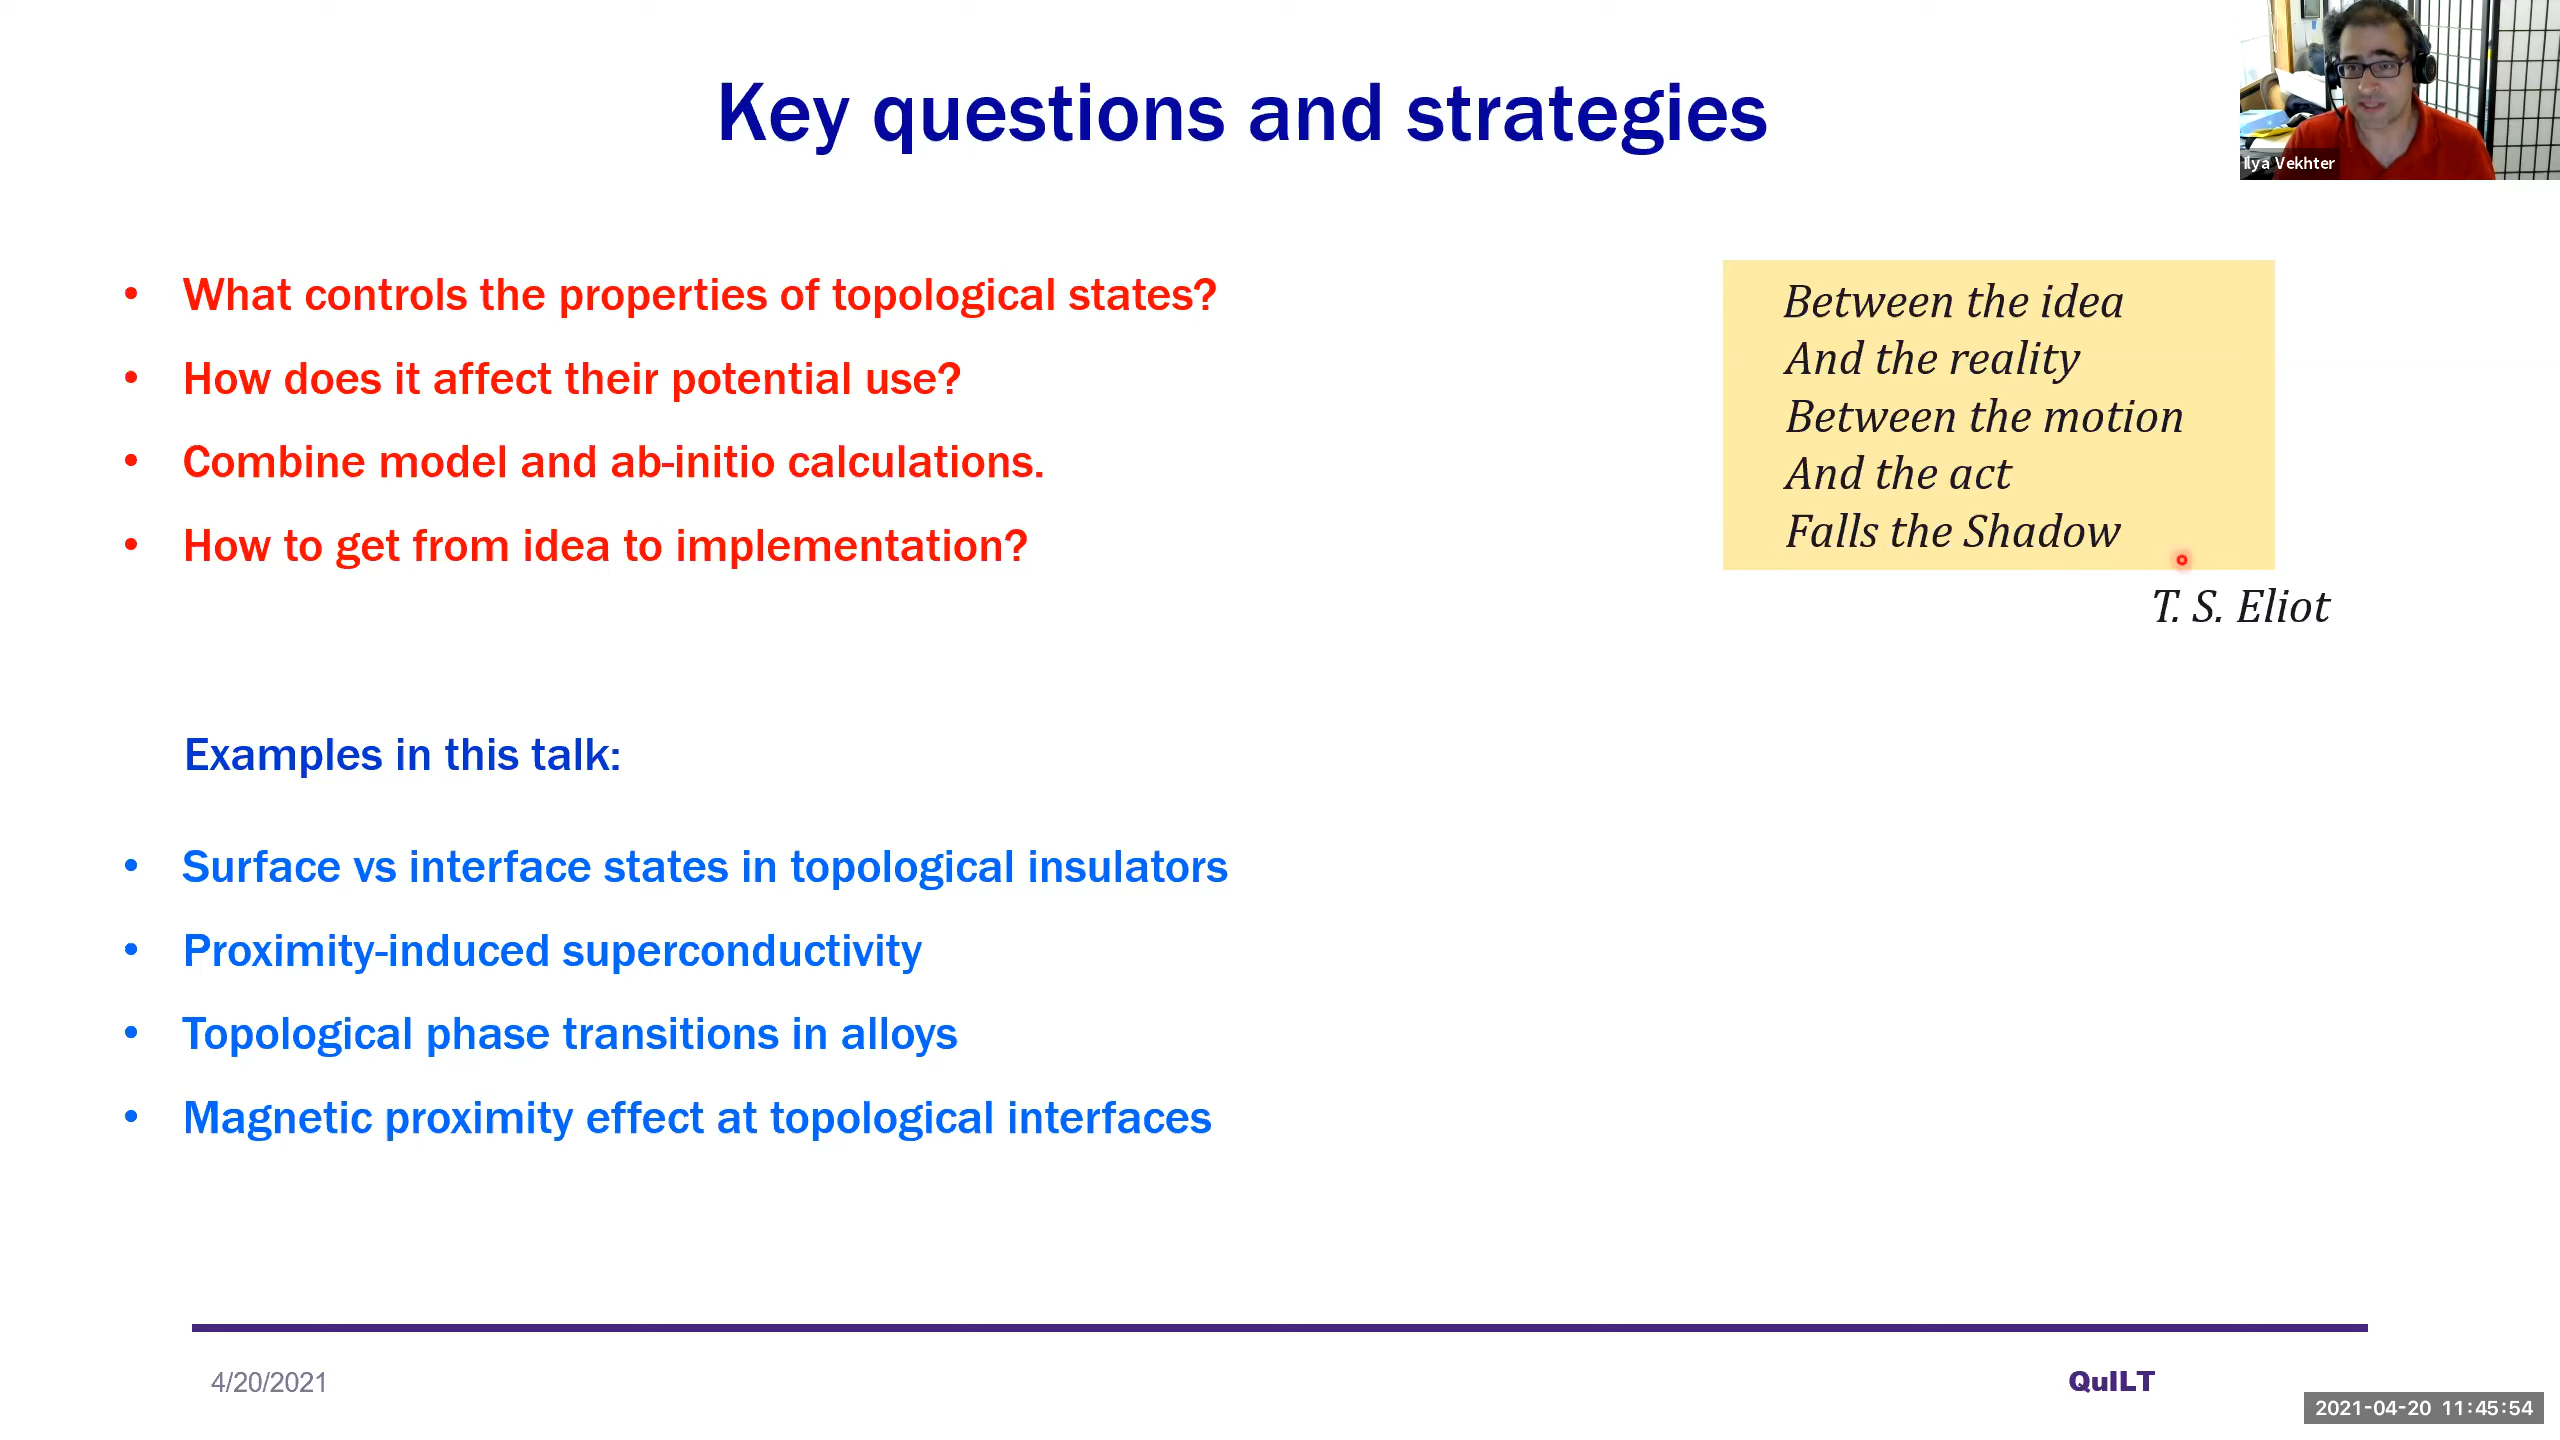 Key questions and strategies
Ilya Vekhter
• What controls the properties of topological states?
• How does it affect their potential use?
• Combine model and ab-initio calculations.
• How to get from idea to implementation?
Between the idea
And the reality
Between the motion
And the act
Falls the Shadow
T. S. Eliot
Examples in this talk:
• Surface vs interface states in topological insulators
• Proximity-induced superconductivity
• Topological phase transitions in alloys
• Magnetic proximity effect at topological interfaces
4/20/2021
QuILT
2021-04-20 11:45:54